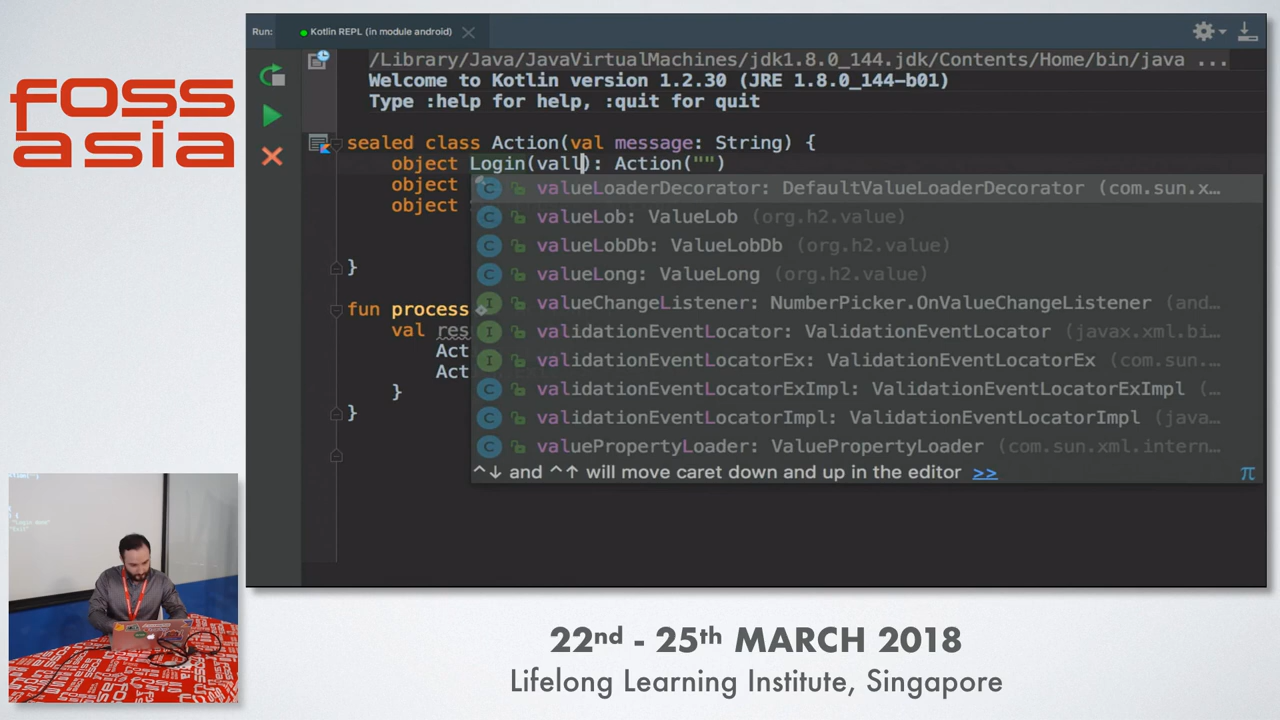 foss
asia
Run: Kotlin REPL (in module android)
/Library/Java/JavaVirtualMachines/jdk1.8.0_144.jdk/Contents/Home/bin/java ...
Welcome to Kotlin version 1.2.30 (JRE 1.8.0_144-b01)
Type :help for help, :quit for quit
sealed class Action(val message: String) {
object Login(vall): Action("")
object
object
}
fun process
val res
Act
Act
}
}
valueLoaderDecorator: DefaultValueLoaderDecorator (com.sun.x…
valueLob: ValueLob (org.h2.value)
valueLobDb: ValueLobDb (org.h2.value)
valueLong: ValueLong (org.h2.value)
valueChangeListener: NumberPicker.OnValueChangeListener (and…
validationEventLocator: ValidationEventLocator (javax.xml.bi…
validationEventLocatorEx: ValidationEventLocatorEx (com.sun.…
validationEventLocatorExImpl: ValidationEventLocatorExImpl (…
validationEventLocatorImpl: ValidationEventLocatorImpl (java…
valuePropertyLoader: ValuePropertyLoader (com.sun.xml.intern…
^↓ and ^↑ will move caret down and up in the editor >> π
22nd - 25th MARCH 2018
Lifelong Learning Institute, Singapore